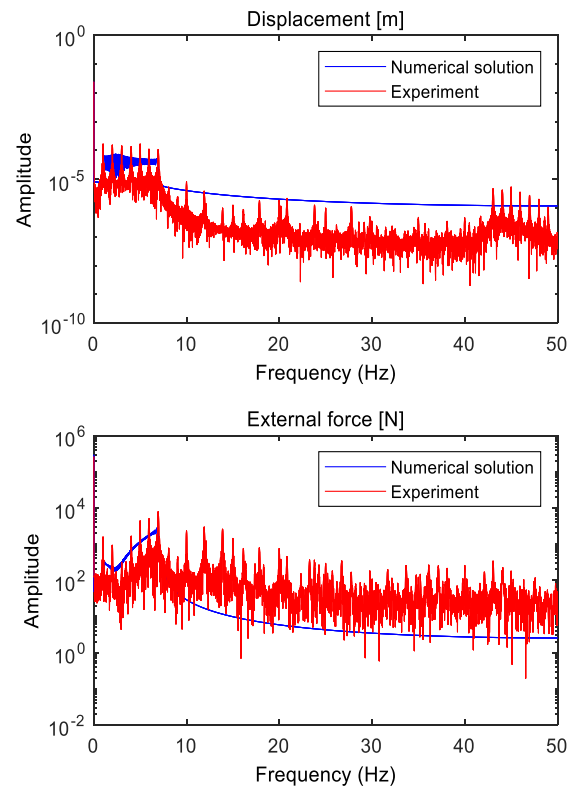 Displacement [m]
10^0
Numerical solution
Experiment
10^-5
Amplitude
10^-10
0 10 20 30 40 50
Frequency (Hz)
External force [N]
10^6
Numerical solution
Experiment
10^4
10^2
Amplitude
10^0
10^-2
0 10 20 30 40 50
Frequency (Hz)